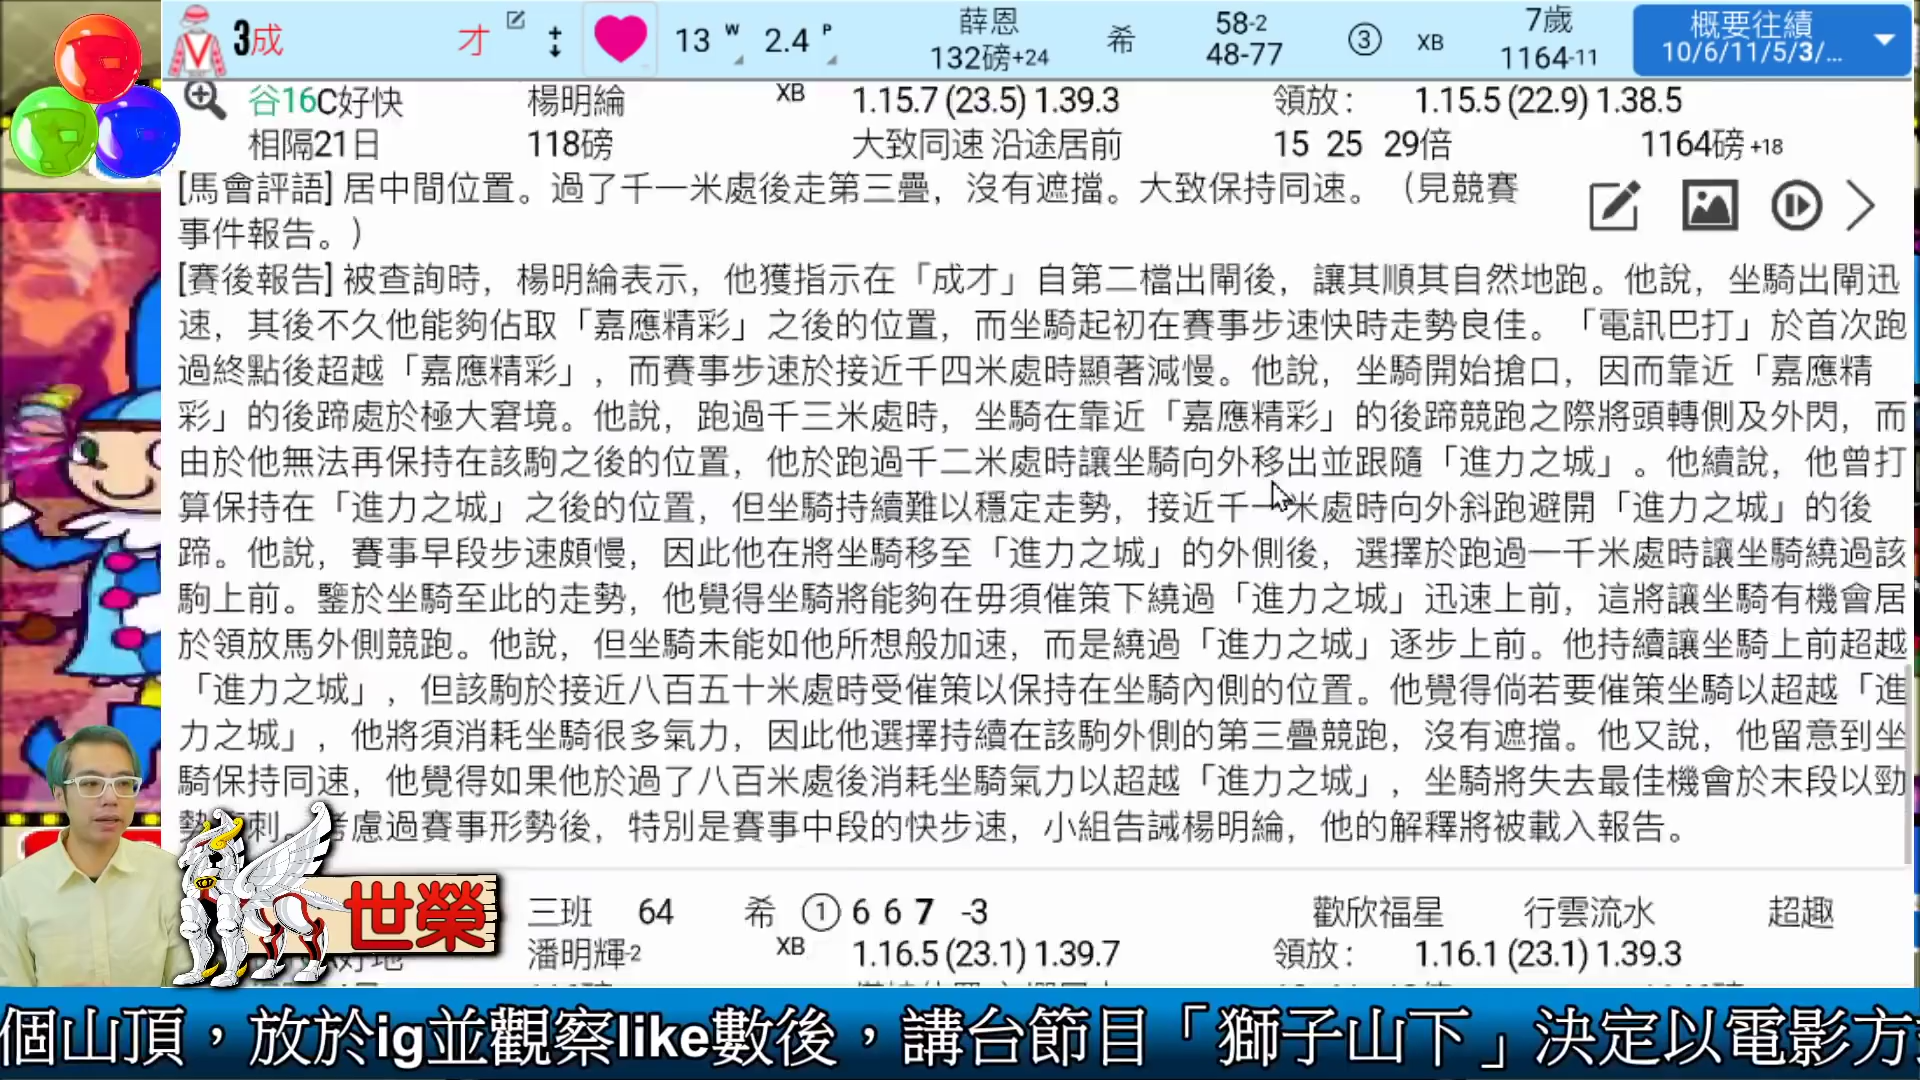 3成才 13 W 2.4 P 薛恩 希 58-2 ③ XB 7歲 概要往績
132磅+24 48-77 1164-11 10/6/11/5/3/...
谷16C好快 楊明綸 XB 1.15.7 (23.5) 1.39.3 領放： 1.15.5 (22.9) 1.38.5
相隔21日 118磅 大致同速 沿途居前 15 25 29倍 1164磅 +18
[馬會評語] 居中間位置。過了千一米處後走第三疊，沒有遮擋。大致保持同速。（見競賽
事件報告。）
[賽後報告] 被查詢時，楊明綸表示，他獲指示在「成才」自第二檔出閘後，讓其順其自然地跑。他說，坐騎出閘迅
速，其後不久他能夠佔取「嘉應精彩」之後的位置，而坐騎起初在賽事步速快時走勢良佳。「電訊巴打」於首次跑
過終點後超越「嘉應精彩」，而賽事步速於接近千四米處時顯著減慢。他說，坐騎開始搶口，因而靠近「嘉應精
彩」的後蹄處於極大窘境。他說，跑過千三米處時，坐騎在靠近「嘉應精彩」的後蹄競跑之際將頭轉側及外閃，而
由於他無法再保持在該駒之後的位置，他於跑過千二米處時讓坐騎向外移出並跟隨「進力之城」。他續說，他曾打
算保持在「進力之城」之後的位置，但坐騎持續難以穩定走勢，接近千一米處時向外斜跑避開「進力之城」的後
蹄。他說，賽事早段步速頗慢，因此他在將坐騎移至「進力之城」的外側後，選擇於跑過一千米處時讓坐騎繞過該
駒上前。鑒於坐騎至此的走勢，他覺得坐騎將能夠在毋須催策下繞過「進力之城」迅速上前，這將讓坐騎有機會居
於領放馬外側競跑。他說，但坐騎未能如他所想般加速，而是繞過「進力之城」逐步上前。他持續讓坐騎上前超越
「進力之城」，但該駒於接近八百五十米處時受催策以保持在坐騎內側的位置。他覺得倘若要催策坐騎以超越「進
力之城」，他將須消耗坐騎很多氣力，因此他選擇持續在該駒外側的第三疊競跑，沒有遮擋。他又說，他留意到坐
騎保持同速，他覺得如果他於過了八百米處後消耗坐騎氣力以超越「進力之城」，坐騎將失去最佳機會於末段以勁
勢 刺。考慮過賽事形勢後，特別是賽事中段的快步速，小組告誡楊明綸，他的解釋將被載入報告。
世榮
三班 64 希 ① 6 6 7 -3 歡欣福星 行雲流水 超趣
好地 潘明輝-2 XB 1.16.5 (23.1) 1.39.7 領放： 1.16.1 (23.1) 1.39.3
個山頂，放於ig並觀察like數後，講台節目「獅子山下」決定以電影方